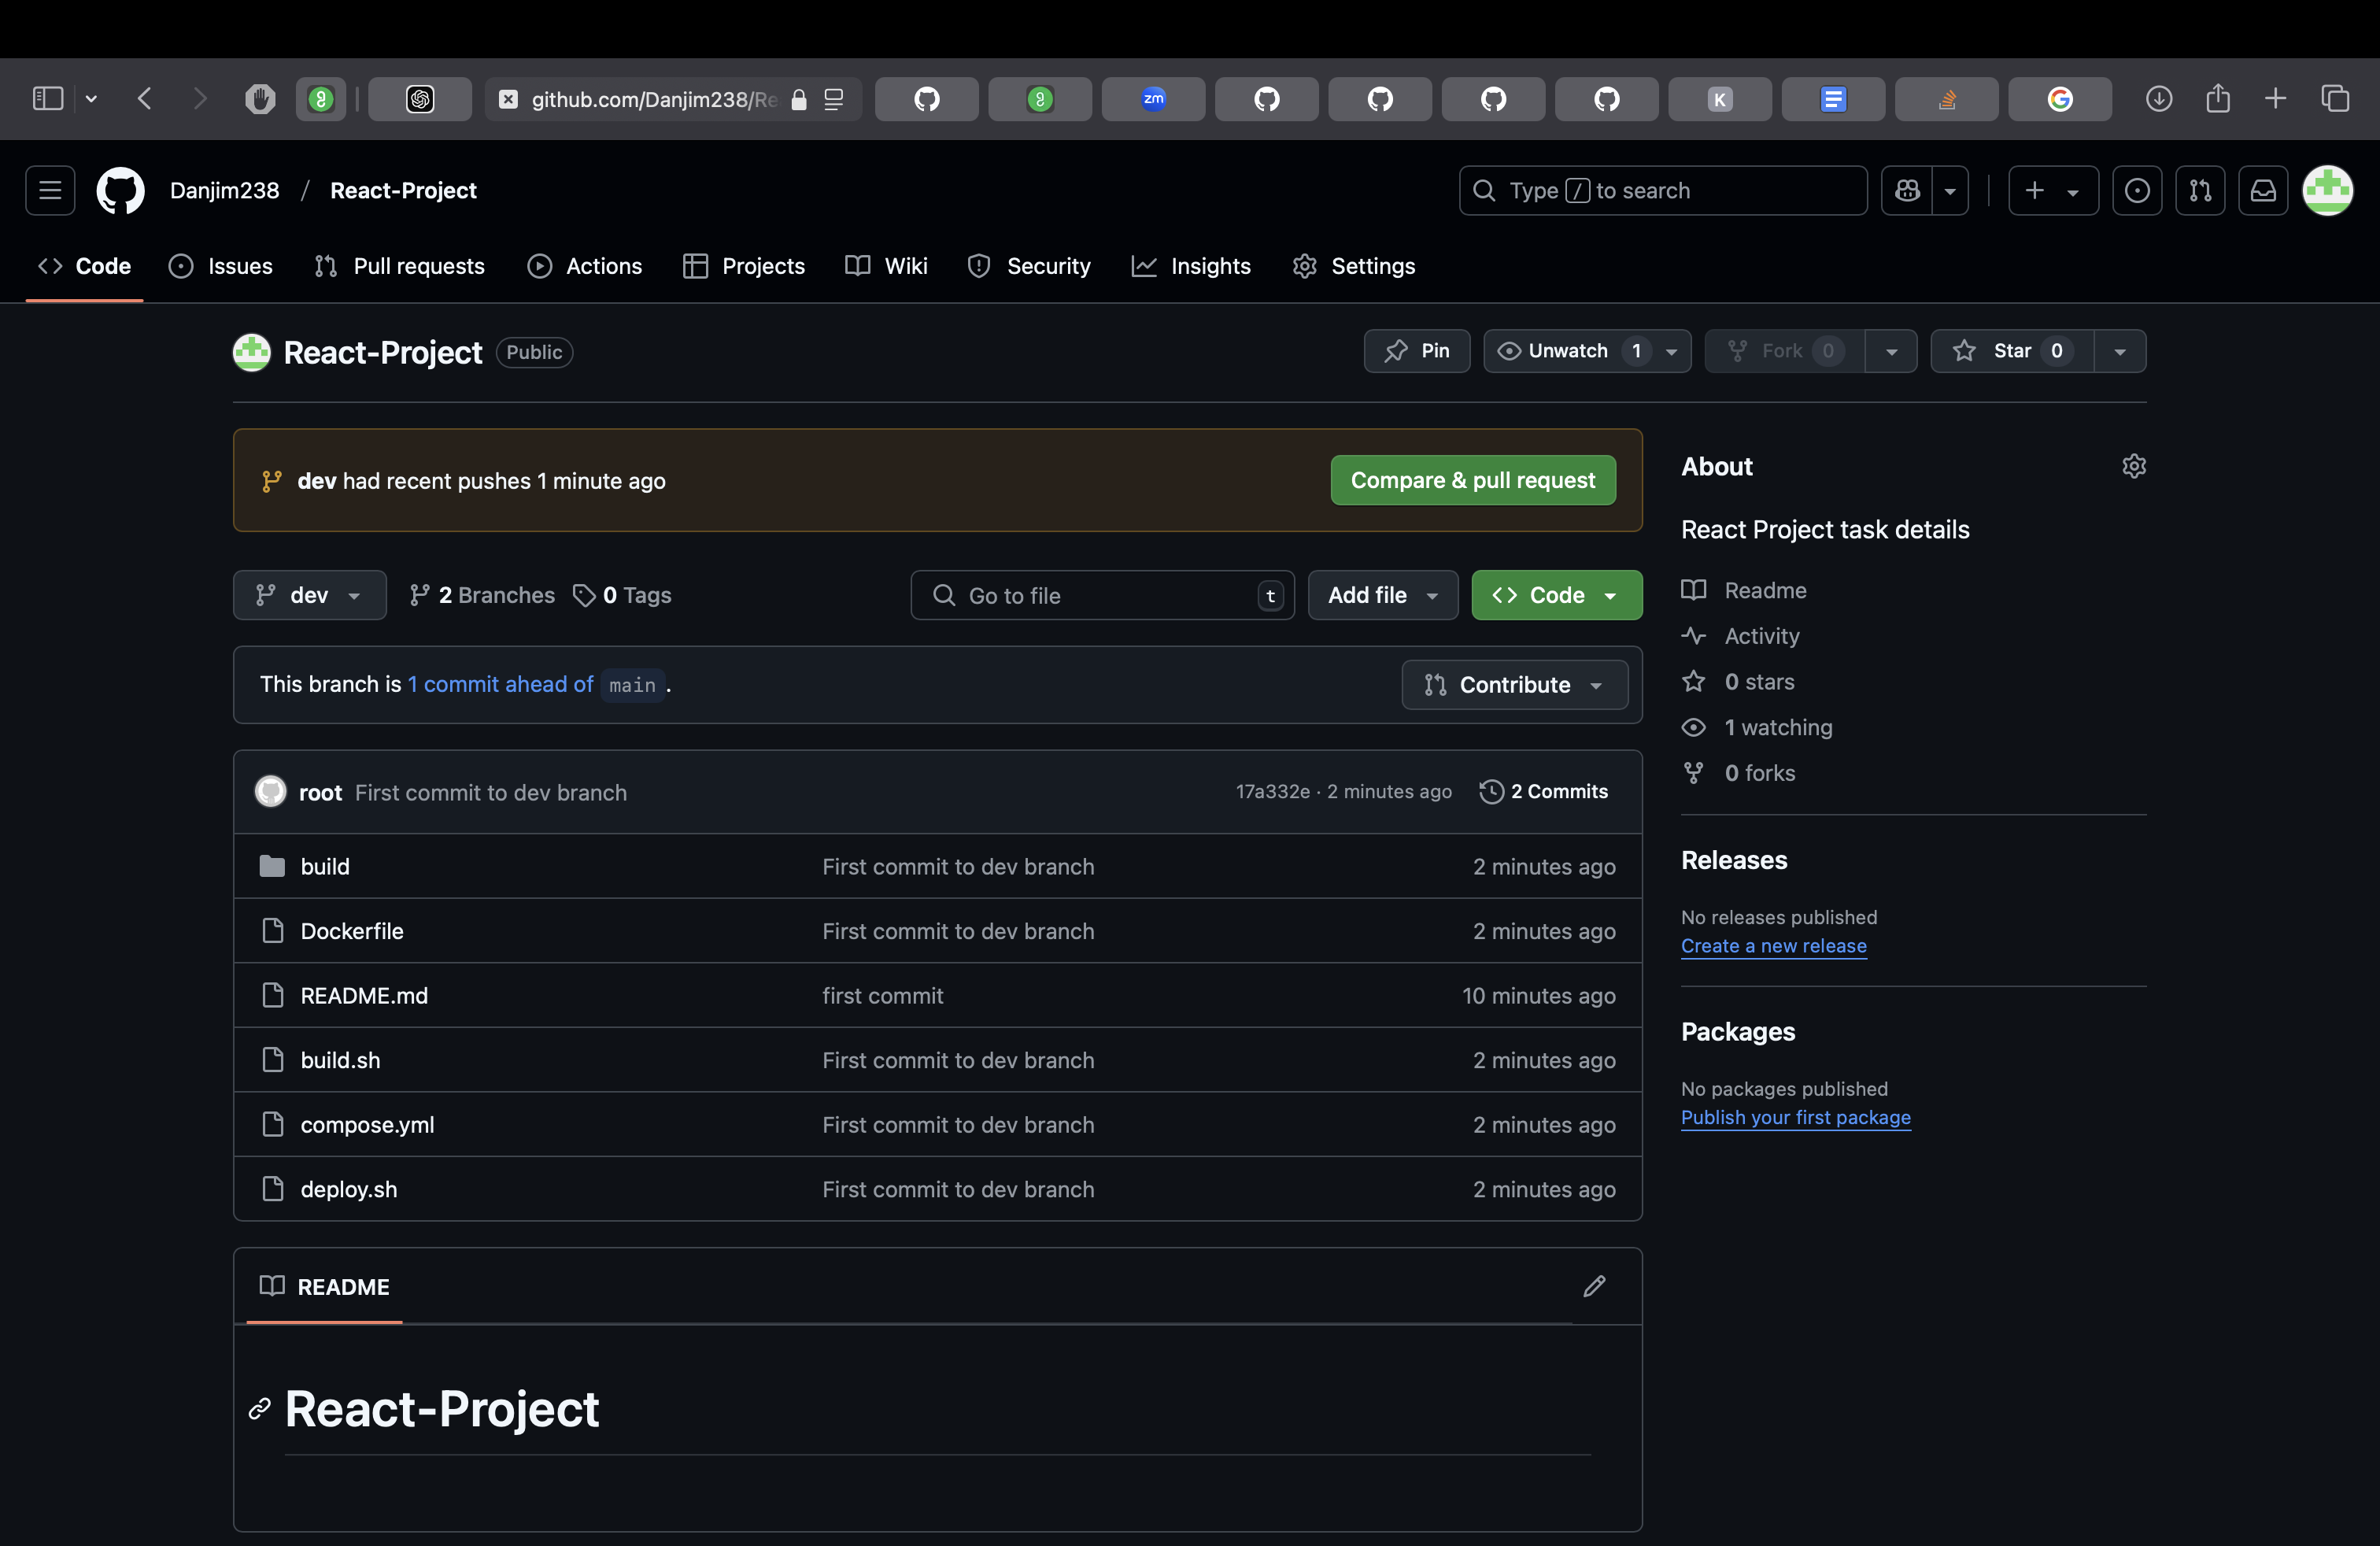 github.com/Danjim238/Re
zm
K
Danjim238 / React-Project
Type / to search
Code Issues Pull requests Actions Projects Wiki Security Insights Settings
React-Project Public
Pin Unwatch 1 Fork 0 Star 0
dev had recent pushes 1 minute ago
Compare & pull request
dev 2 Branches 0 Tags
Go to file t
Add file
Code
This branch is 1 commit ahead of main .
Contribute
root First commit to dev branch 17a332e · 2 minutes ago 2 Commits
build First commit to dev branch 2 minutes ago
Dockerfile First commit to dev branch 2 minutes ago
README.md first commit 10 minutes ago
build.sh First commit to dev branch 2 minutes ago
compose.yml First commit to dev branch 2 minutes ago
deploy.sh First commit to dev branch 2 minutes ago
README
React-Project
About
React Project task details
Readme
Activity
0 stars
1 watching
0 forks
Releases
No releases published
Create a new release
Packages
No packages published
Publish your first package